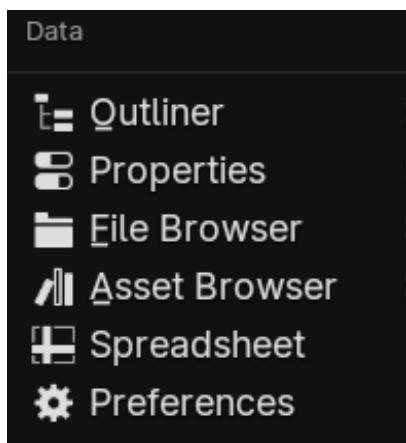 Data
Outliner
Properties
File Browser
Asset Browser
Spreadsheet
Preferences